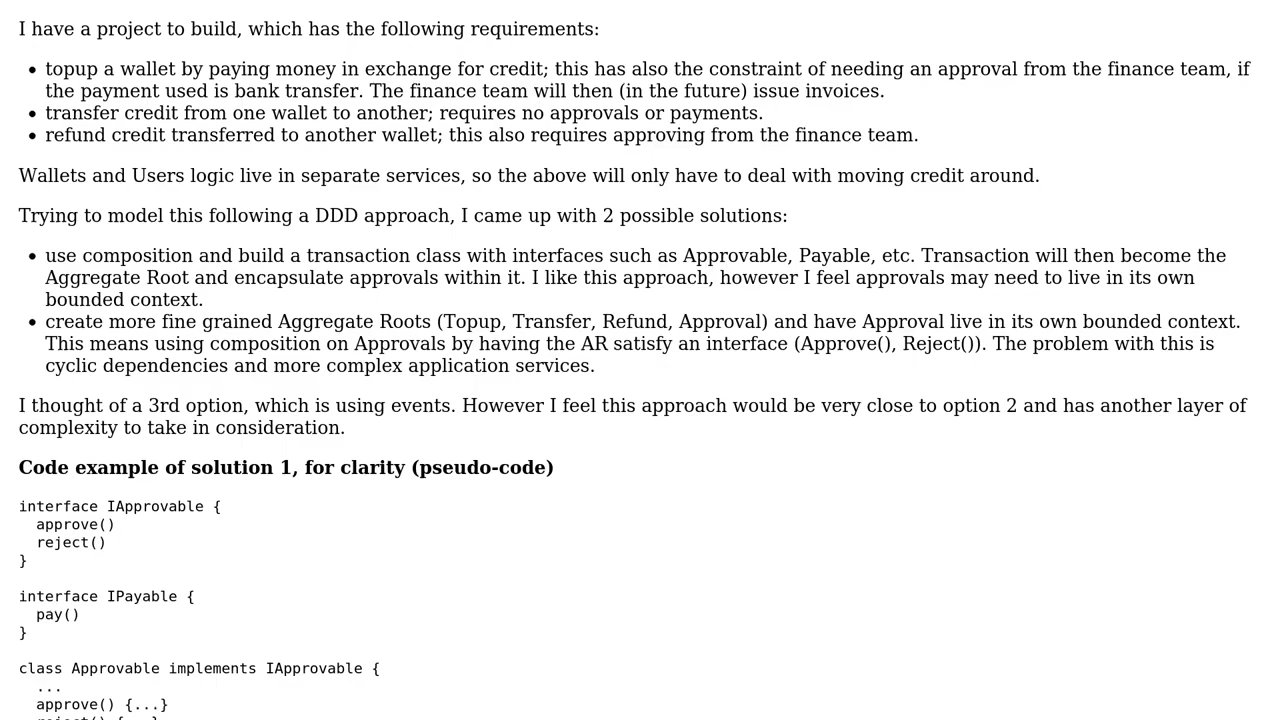 I have a project to build, which has the following requirements:
• topup a wallet by paying money in exchange for credit; this has also the constraint of needing an approval from the finance team, if
the payment used is bank transfer. The finance team will then (in the future) issue invoices.
• transfer credit from one wallet to another; requires no approvals or payments.
• refund credit transferred to another wallet; this also requires approving from the finance team.
Wallets and Users logic live in separate services, so the above will only have to deal with moving credit around.
Trying to model this following a DDD approach, I came up with 2 possible solutions:
• use composition and build a transaction class with interfaces such as Approvable, Payable, etc. Transaction will then become the
Aggregate Root and encapsulate approvals within it. I like this approach, however I feel approvals may need to live in its own
bounded context.
• create more fine grained Aggregate Roots (Topup, Transfer, Refund, Approval) and have Approval live in its own bounded context.
This means using composition on Approvals by having the AR satisfy an interface (Approve(), Reject()). The problem with this is
cyclic dependencies and more complex application services.
I thought of a 3rd option, which is using events. However I feel this approach would be very close to option 2 and has another layer of
complexity to take in consideration.
Code example of solution 1, for clarity (pseudo-code)
interface IApprovable {
  approve()
  reject()
}
interface IPayable {
  pay()
}
class Approvable implements IApprovable {
  ...
  approve() {...}
  reject() {...}